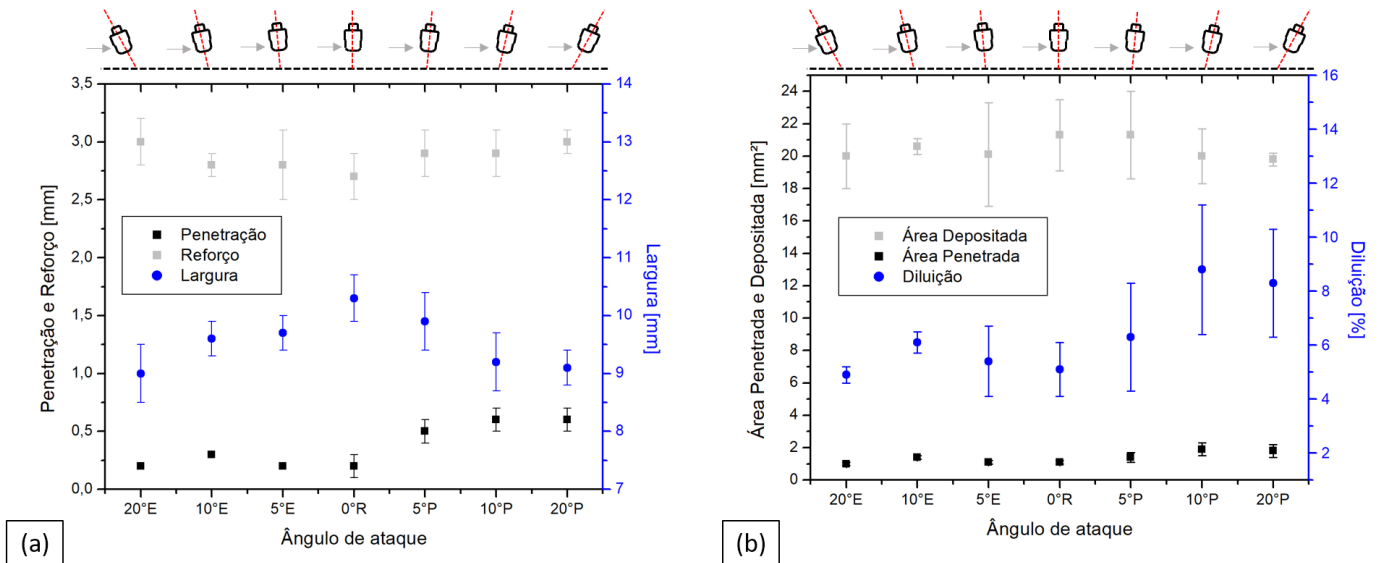 3,5
3,0
2,5
2,0
1,5
1,0
0,5
0,0
Penetração e Reforço [mm]
Penetração
Reforço
Largura
14
13
12
11
10
9
8
7
Largura [mm]
20°E 10°E 5°E 0°R 5°P 10°P 20°P
Ângulo de ataque
(a)
24
22
20
18
16
14
12
10
8
6
4
2
0
Área Penetrada e Depositada [mm²]
Área Depositada
Área Penetrada
Diluição
16
14
12
10
8
6
4
2
Diluição [%]
20°E 10°E 5°E 0°R 5°P 10°P 20°P
Ângulo de ataque
(b)